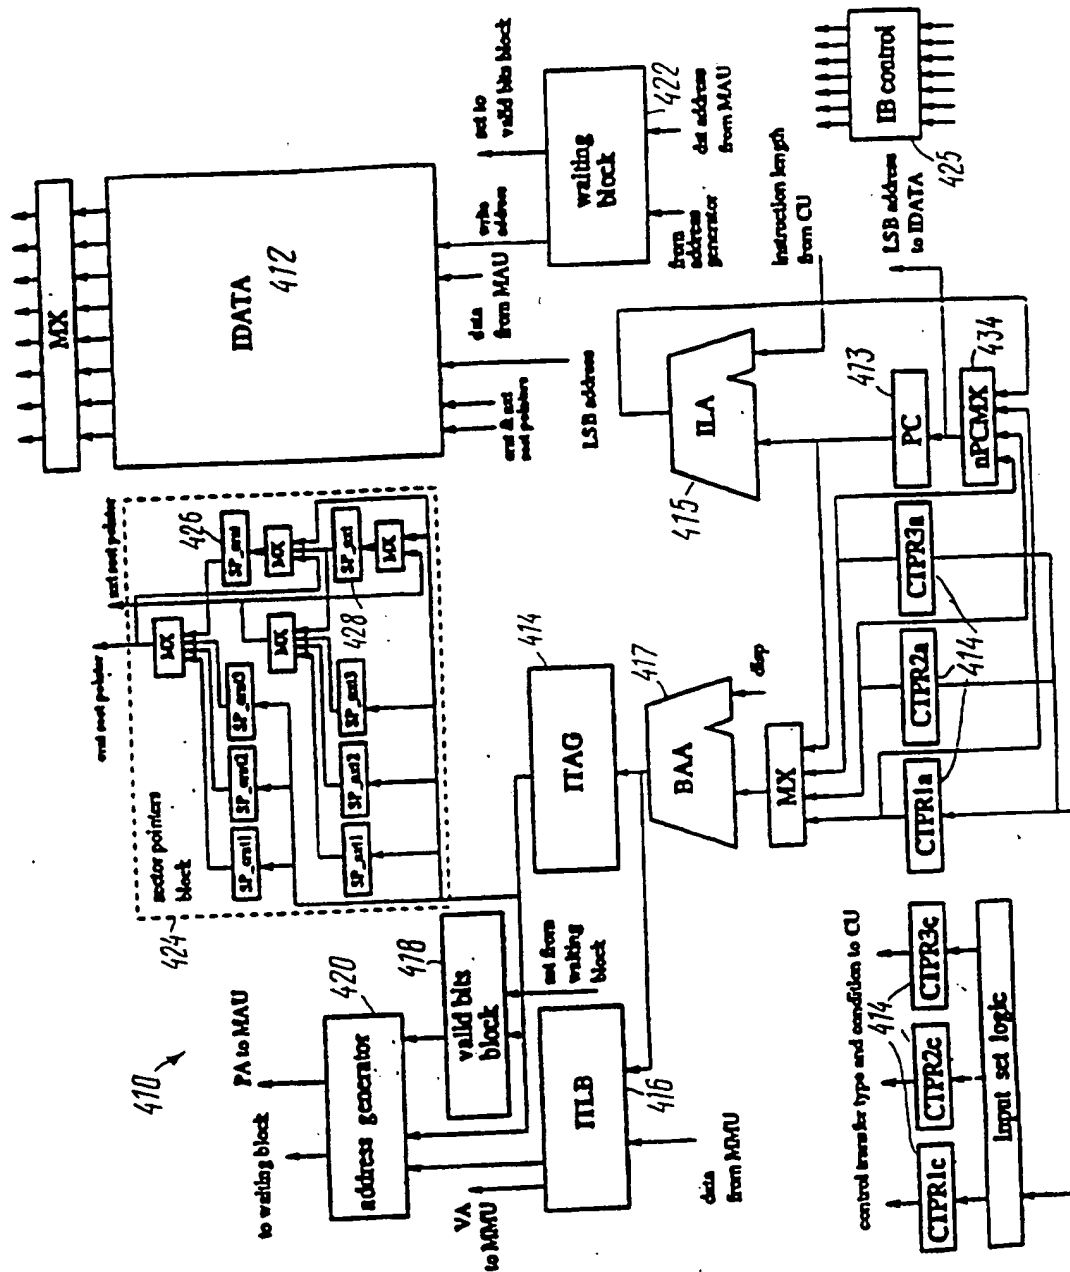 410
to waiting block
PA to MAU
address generator
420
VA
to MMU
ITLB
416
data
from MMU
valid bits
block
418
set from
waiting
block
424
sector pointers
block
crnt sect pointer
nxt sect pointer
SP_crnt1
SP_crnt2
SP_crnt3
MX
SP_crnt
426
MX
SP_nxt1
SP_nxt2
SP_nxt3
MX
SP_nxt
428
MX
ITAG
414
BAA
417
disp
MX
MX
IDATA
412
crnt & nxt
sect pointers
LSB address
data
from MAU
write
address
set to
valid bits block
waiting
block
422
from
address
generator
dst address
from MAU
ILA
415
instruction length
from CU
IB control
425
LSB address
to IDATA
PC
413
nPCMX
434
CTPR1a
CTPR2a
CTPR3a
414
control transfer type and condition to CU
CTPR1c
CTPR2c
CTPR3c
414
input set logic